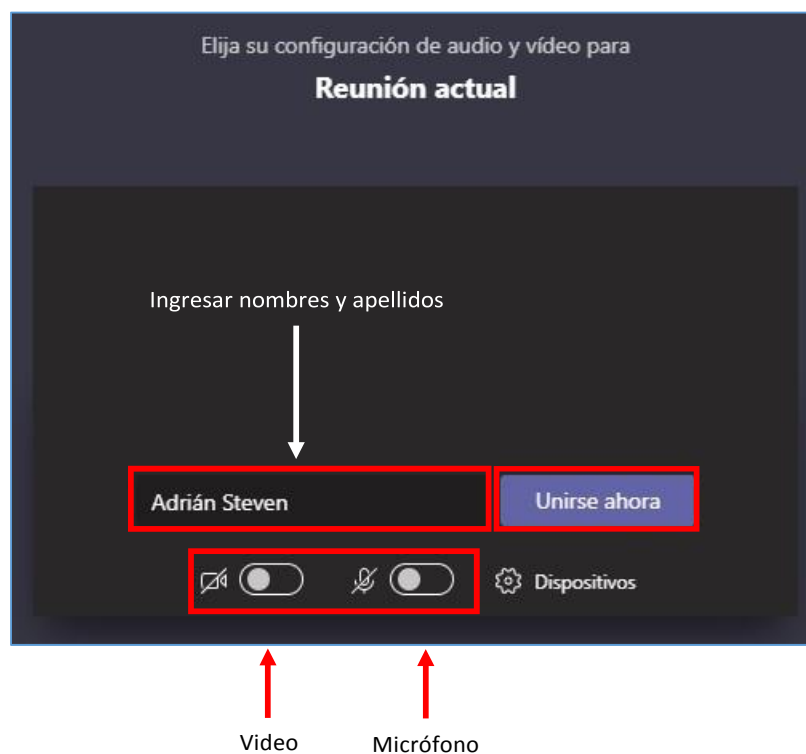 Elija su configuración de audio y vídeo para
Reunión actual
Ingresar nombres y apellidos
Adrián Steven
Unirse ahora
Dispositivos
Video
Micrófono